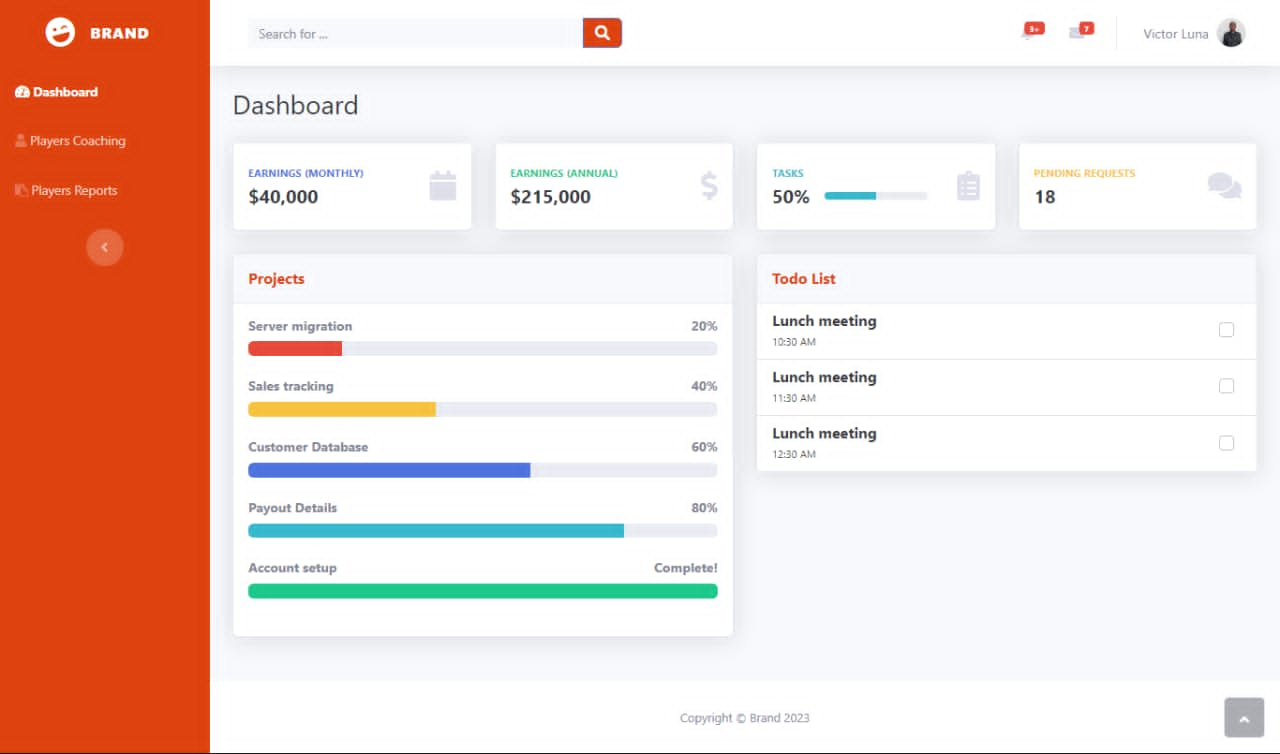 BRAND
Search for ...
3+
7
Victor Luna
Dashboard
Players Coaching
Players Reports
Dashboard
EARNINGS (MONTHLY)
$40,000
EARNINGS (ANNUAL)
$215,000
TASKS
50%
PENDING REQUESTS
18
Projects
Server migration 20%
Sales tracking 40%
Customer Database 60%
Payout Details 80%
Account setup Complete!
Todo List
Lunch meeting
10:30 AM
Lunch meeting
11:30 AM
Lunch meeting
12:30 AM
Copyright © Brand 2023